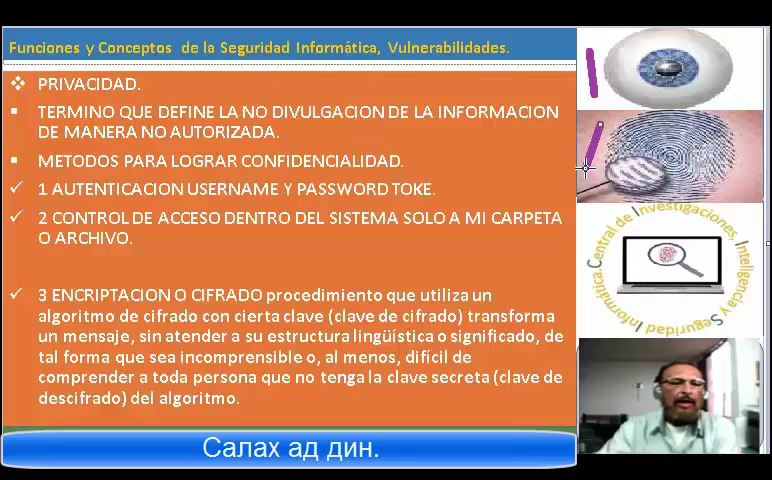 Funciones y Conceptos de la Seguridad Informática, Vulnerabilidades.
PRIVACIDAD.
TERMINO QUE DEFINE LA NO DIVULGACION DE LA INFORMACION
DE MANERA NO AUTORIZADA.
METODOS PARA LOGRAR CONFIDENCIALIDAD.
1 AUTENTICACION USERNAME Y PASSWORD TOKE.
2 CONTROL DE ACCESO DENTRO DEL SISTEMA SOLO A MI CARPETA
O ARCHIVO.
3 ENCRIPTACION O CIFRADO procedimiento que utiliza un
algoritmo de cifrado con cierta clave (clave de cifrado) transforma
un mensaje, sin atender a su estructura lingüística o significado, de
tal forma que sea incomprensible o, al menos, difícil de
comprender a toda persona que no tenga la clave secreta (clave de
descifrado) del algoritmo.
Салах ад дин.
Central de Investigaciones, Inteligencia y Seguridad Informática.